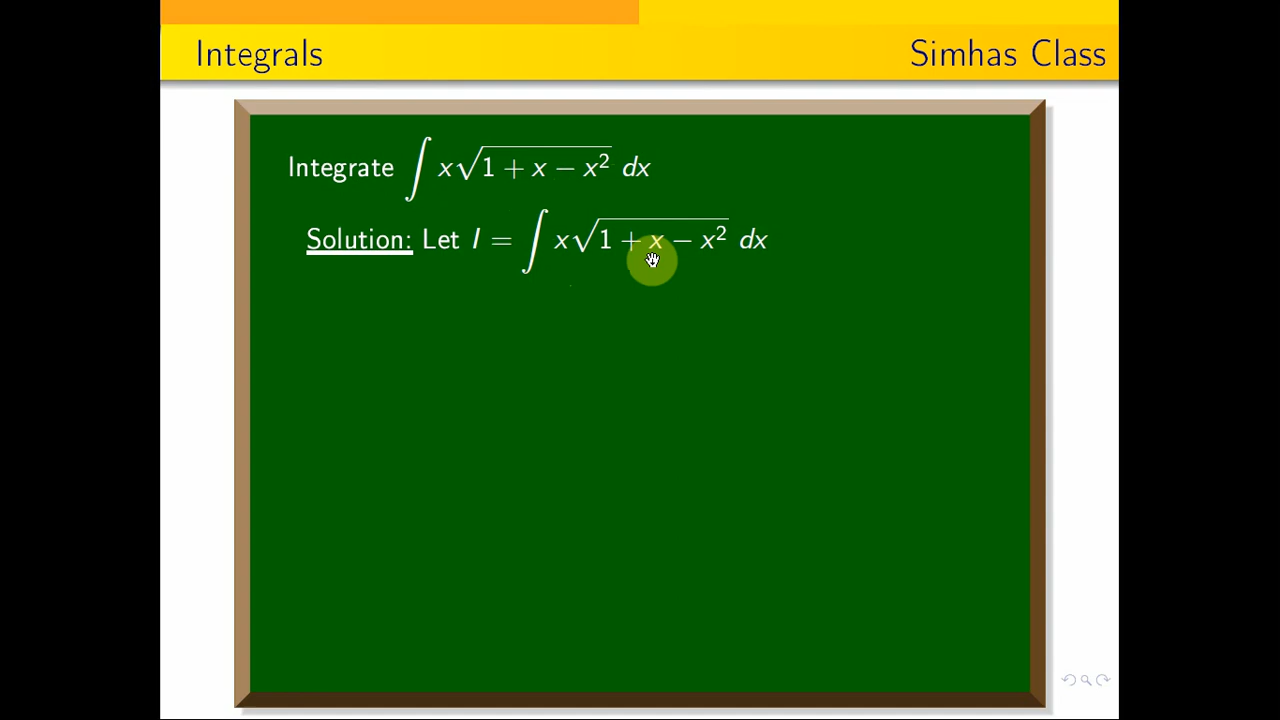 Integrals Simhas Class
Integrate ∫ x√(1 + x − x²) dx
Solution: Let I = ∫ x√(1 + x − x²) dx